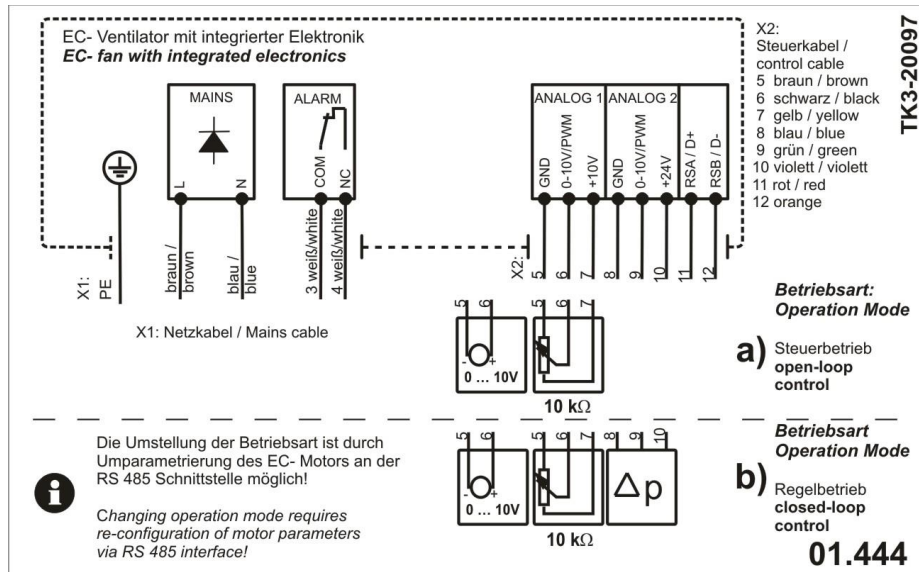 EC- Ventilator mit integrierter Elektronik
EC- fan with integrated electronics
MAINS
L
N
ALARM
COM
NC
ANALOG 1
ANALOG 2
GND
0-10V/PWM
+10V
GND
0-10V/PWM
+24V
RSA / D+
RSB / D-
X2:
Steuerkabel /
control cable
5 braun / brown
6 schwarz / black
7 gelb / yellow
8 blau / blue
9 grün / green
10 violett / violett
11 rot / red
12 orange
TK3-20097
X1:
PE
braun /
brown
blau /
blue
3 weiß/white
4 weiß/white
X2:
5
6
7
8
9
10
11
12
X1: Netzkabel / Mains cable
5
6
- +
0 ... 10V
5
6
7
10 kΩ
Betriebsart:
Operation Mode
a) Steuerbetrieb
open-loop
control
Die Umstellung der Betriebsart ist durch
Umparametrierung des EC- Motors an der
RS 485 Schnittstelle möglich!
i
Changing operation mode requires
re-configuration of motor parameters
via RS 485 interface!
5
6
- +
0 ... 10V
5
6
7
10 kΩ
8
9
10
Δp
Betriebsart
Operation Mode
b) Regelbetrieb
closed-loop
control
01.444